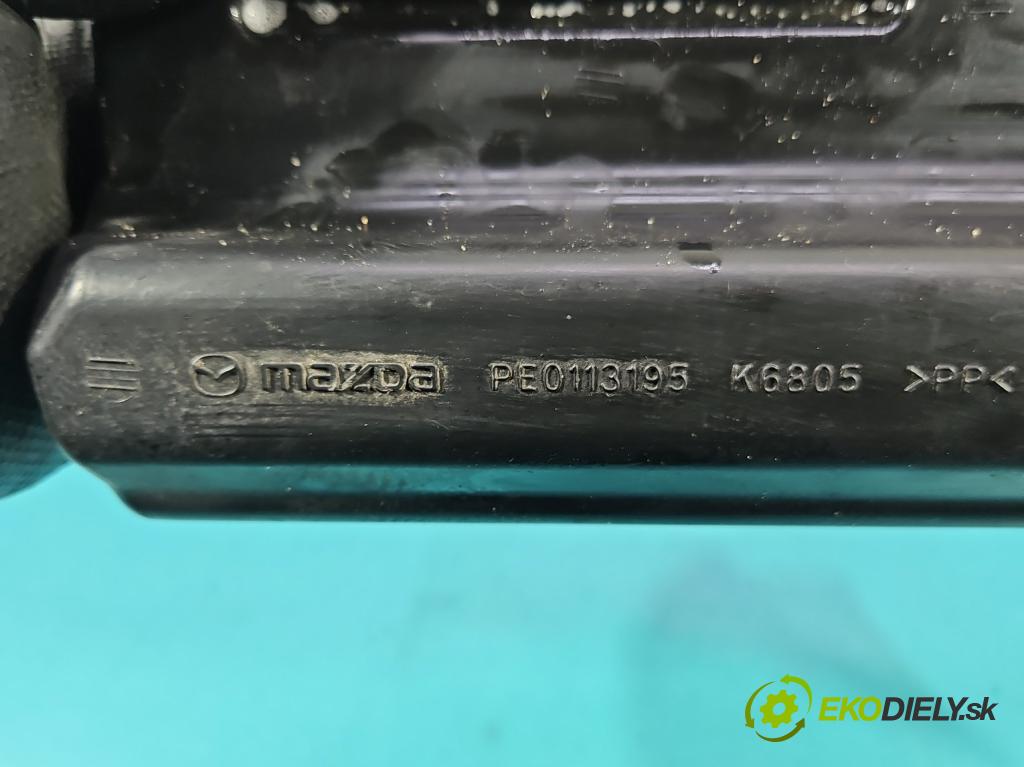 mazda PE0113195 K6805 >PP<
EKODIELY.sk